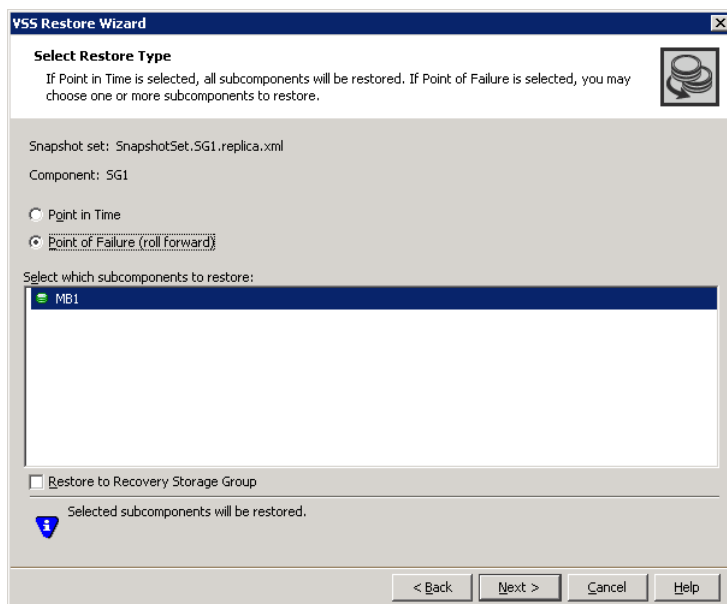 VSS Restore Wizard
Select Restore Type
If Point in Time is selected, all subcomponents will be restored. If Point of Failure is selected, you may
choose one or more subcomponents to restore.
Snapshot set: SnapshotSet.SG1.replica.xml
Component: SG1
Point in Time
Point of Failure (roll forward)
Select which subcomponents to restore:
MB1
Restore to Recovery Storage Group
Selected subcomponents will be restored.
< Back Next > Cancel Help